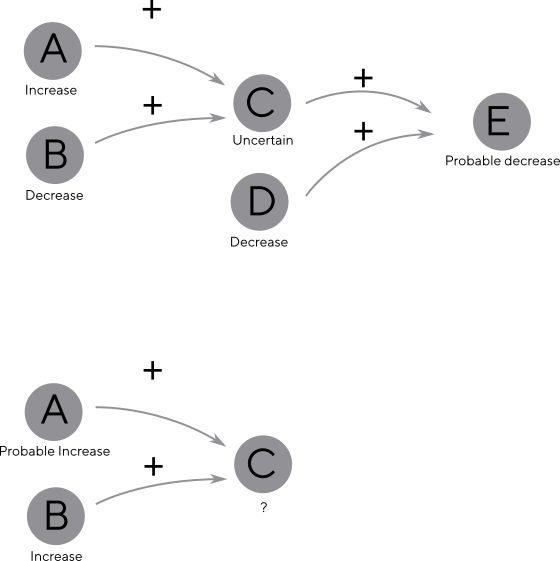 +
A
Increase
+
B
Decrease
C
Uncertain
+
+
D
Decrease
E
Probable decrease
+
A
Probable Increase
+
B
Increase
C
?